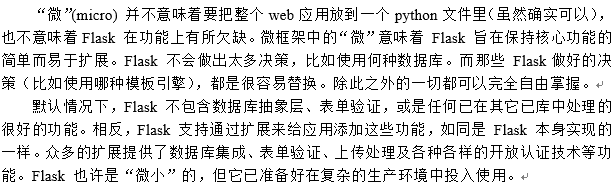 “微”(micro) 并不意味着要把整个 web 应用放到一个 python 文件里（虽然确实可以），
也不意味着 Flask 在功能上有所欠缺。微框架中的“微”意味着 Flask 旨在保持核心功能的
简单而易于扩展。Flask 不会做出太多决策，比如使用何种数据库。而那些 Flask 做好的决
策（比如使用哪种模板引擎），都是很容易替换。除此之外的一切都可以完全自由掌握。
默认情况下，Flask 不包含数据库抽象层、表单验证，或是任何已在其它已库中处理的
很好的功能。相反，Flask 支持通过扩展来给应用添加这些功能，如同是 Flask 本身实现的
一样。众多的扩展提供了数据库集成、表单验证、上传处理及各种各样的开放认证技术等功
能。Flask 也许是“微小”的，但它已准备好在复杂的生产环境中投入使用。